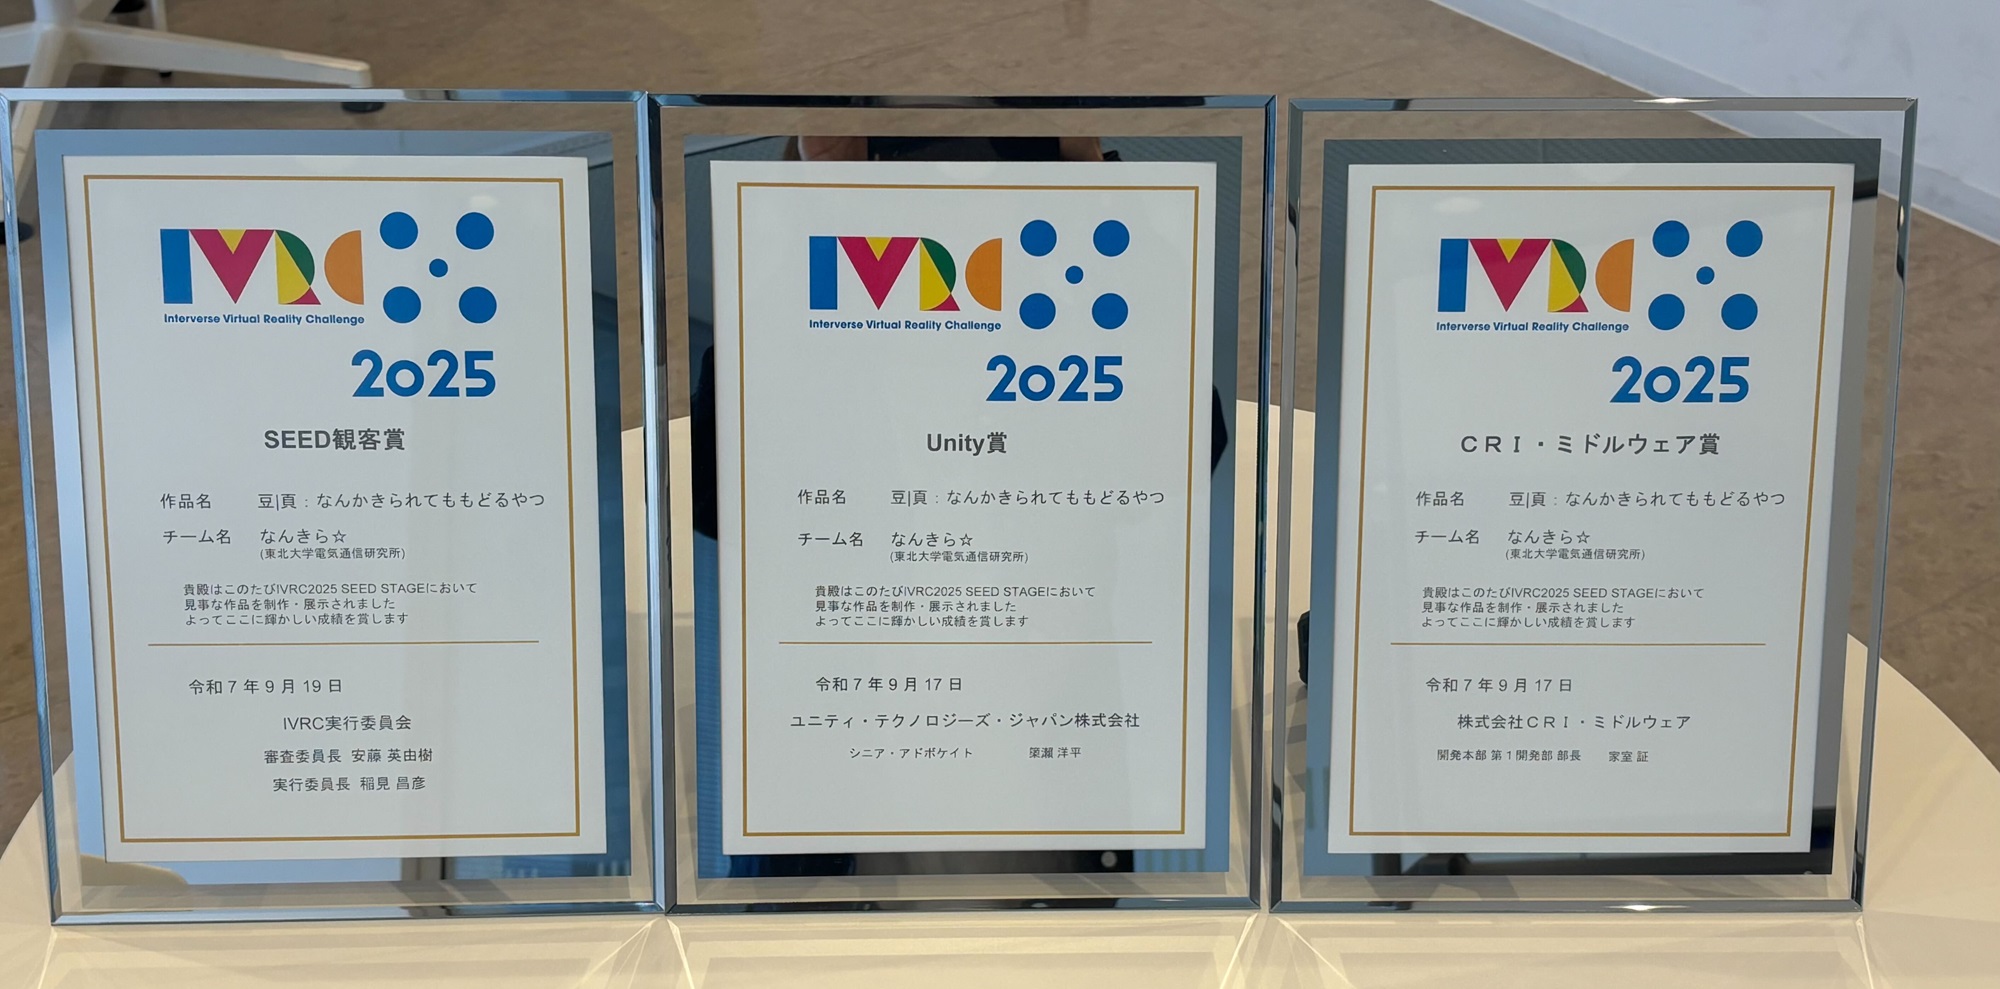 IVRC
Interverse Virtual Reality Challenge
2025
SEED観客賞
作品名 豆|頁：なんかきられてももどるやつ
チーム名 なんきら☆
(東北大学電気通信研究所)
貴殿はこのたびIVRC2025 SEED STAGEにおいて
見事な作品を制作・展示されました
よってここに輝かしい成績を賞します
令和７年９月 19日
IVRC実行委員会
審査委員長 安藤 英由樹
実行委員長 稲見 昌彦
IVRC
Interverse Virtual Reality Challenge
2025
Unity賞
作品名 豆|頁：なんかきられてももどるやつ
チーム名 なんきら☆
(東北大学電気通信研究所)
貴殿はこのたびIVRC2025 SEED STAGEにおいて
見事な作品を制作・展示されました
よってここに輝かしい成績を賞します
令和７年９月 17日
ユニティ・テクノロジーズ・ジャパン株式会社
シニア・アドボケイト 簗瀬 洋平
IVRC
Interverse Virtual Reality Challenge
2025
ＣＲＩ・ミドルウェア賞
作品名 豆|頁：なんかきられてももどるやつ
チーム名 なんきら☆
(東北大学電気通信研究所)
貴殿はこのたびIVRC2025 SEED STAGEにおいて
見事な作品を制作・展示されました
よってここに輝かしい成績を賞します
令和７年９月 17日
株式会社ＣＲＩ・ミドルウェア
開発本部 第１開発部 部長 家室 証